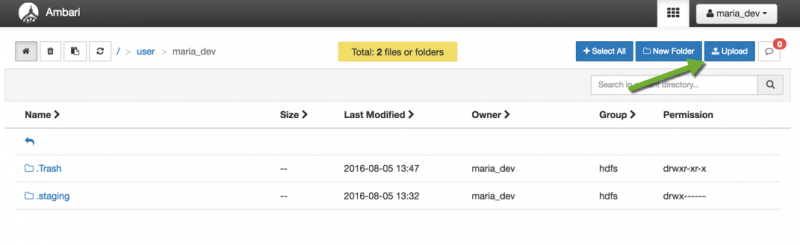 Ambari
maria_dev
/ > user > maria_dev
Total: 2 files or folders
+ Select All
New Folder
Upload
0
Search in current directory...
Name Size Last Modified Owner Group Permission
.Trash -- 2016-08-05 13:47 maria_dev hdfs drwxr-xr-x
.staging -- 2016-08-05 13:32 maria_dev hdfs drwx------